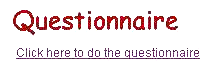 Questionnaire
Click here to do the questionnaire